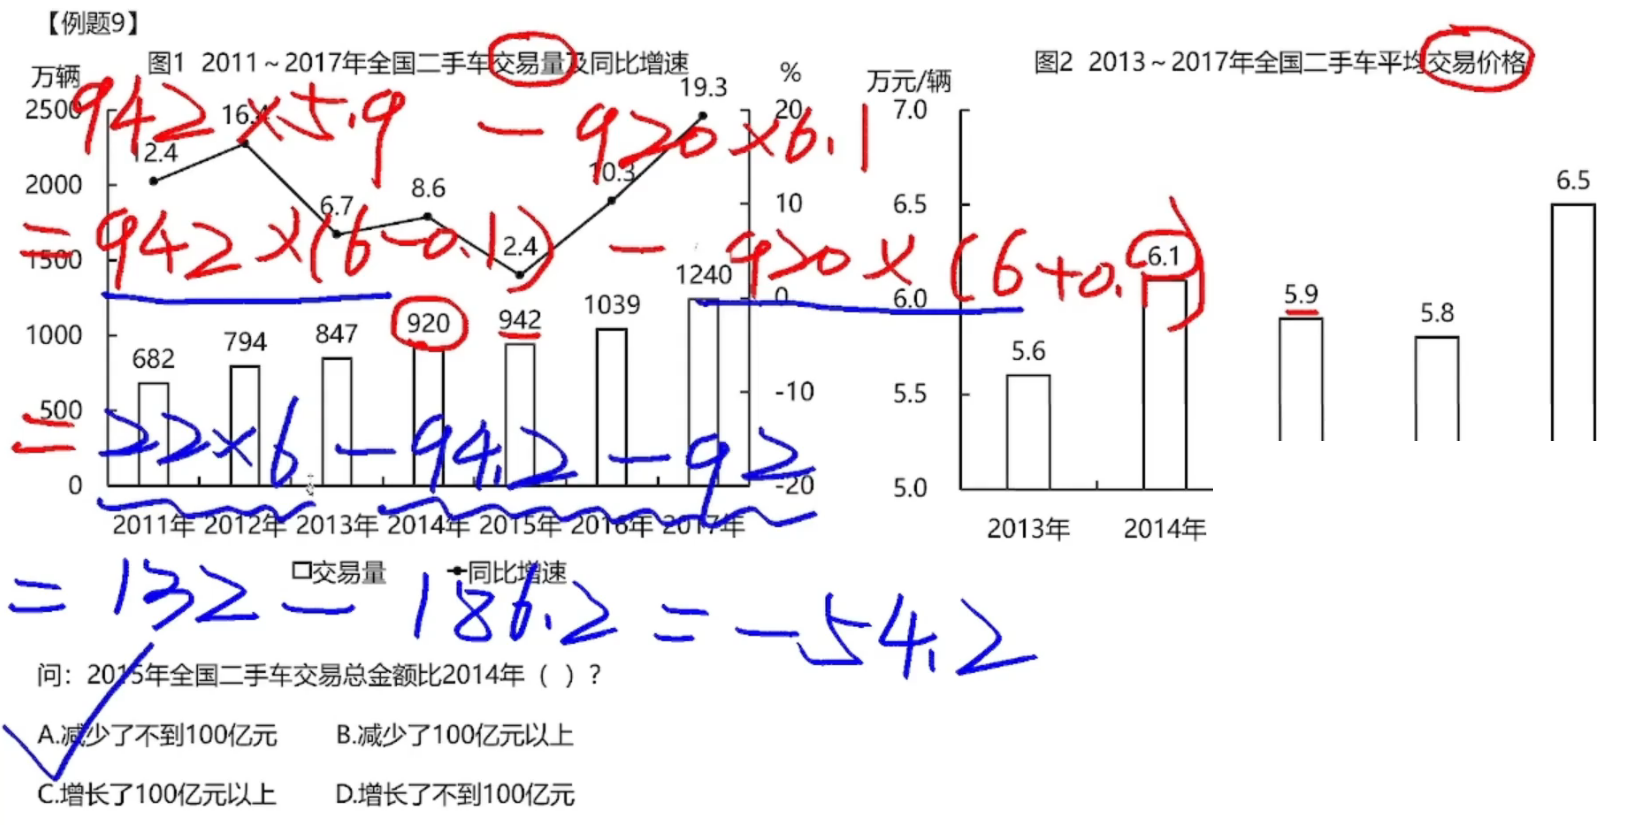 【例题9】
图1 2011～2017年全国二手车交易量及同比增速
图2 2013～2017年全国二手车平均交易价格
万辆
%
万元/辆
19.3
2500
942×5.9 — 920×6.1
16.4
20
7.0
12.4
10.3
2000
8.6
6.5
6.7
10
6.5
=942×(6-0.1) — 920×(6+0.1)
2.4
6.1
1500
1240
0
6.0
5.9
1039
5.8
920
942
1000
847
794
682
5.6
-10
5.5
500
=22×6 — 94.2 — 92
0
-20
5.0
2011年 2012年 2013年 2014年 2015年 2016年 2017年
2013年 2014年
交易量 同比增速
=132 — 186.2 = -54.2
问：2015年全国二手车交易总金额比2014年（ ）？
A.减少了不到100亿元 B.减少了100亿元以上
C.增长了100亿元以上 D.增长了不到100亿元